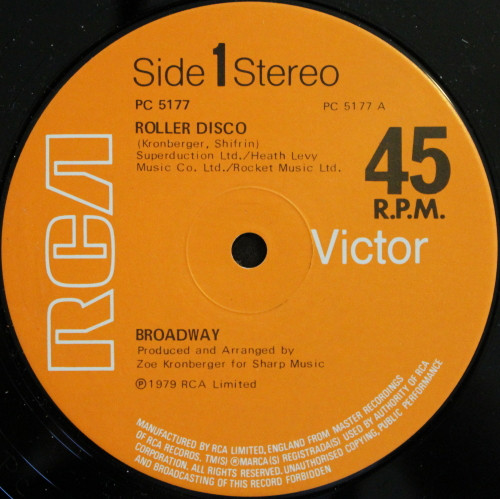 Side 1 Stereo
PC 5177
PC 5177 A
ROLLER DISCO
(Kronberger, Shifrin)
Superduction Ltd./Heath Levy
Music Co. Ltd./Rocket Music Ltd.
45
R.P.M.
RCA
Victor
BROADWAY
Produced and Arranged by
Zoe Kronberger for Sharp Music
℗ 1979 RCA Limited
MANUFACTURED BY RCA LIMITED, ENGLAND FROM MASTER RECORDINGS
OF RCA RECORDS, TM(S) ® MARCA(S) REGISTRADA(S) USED BY AUTHORITY OF RCA
CORPORATION. ALL RIGHTS RESERVED. UNAUTHORISED COPYING, PUBLIC PERFORMANCE
AND BROADCASTING OF THIS RECORD FORBIDDEN